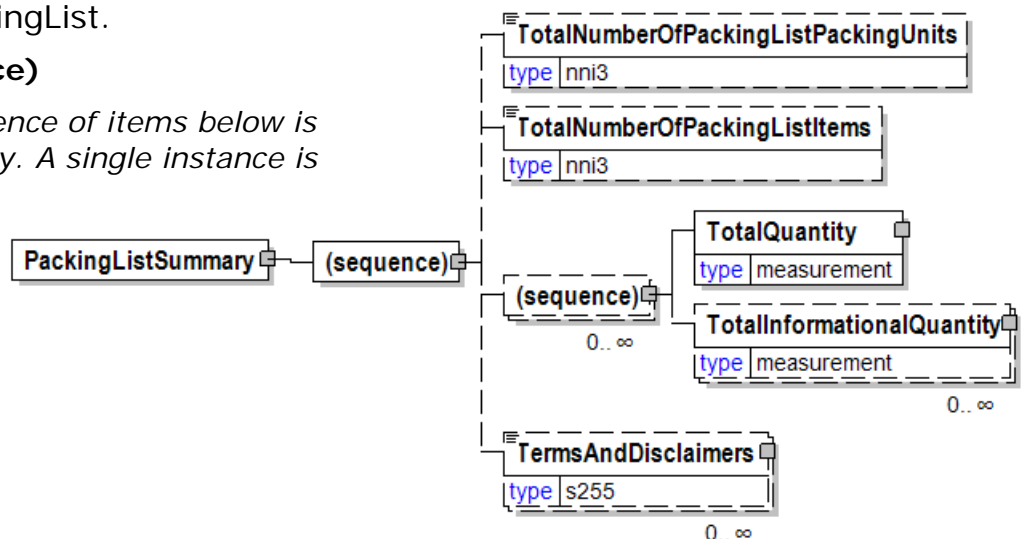 ingList.
ce)
ence of items below is
y. A single instance is
PackingListSummary
(sequence)
TotalNumberOfPackingListPackingUnits
type nni3
TotalNumberOfPackingListItems
type nni3
(sequence)
0.. ∞
TotalQuantity
type measurement
TotalInformationalQuantity
type measurement
0.. ∞
TermsAndDisclaimers
type s255
0.. ∞